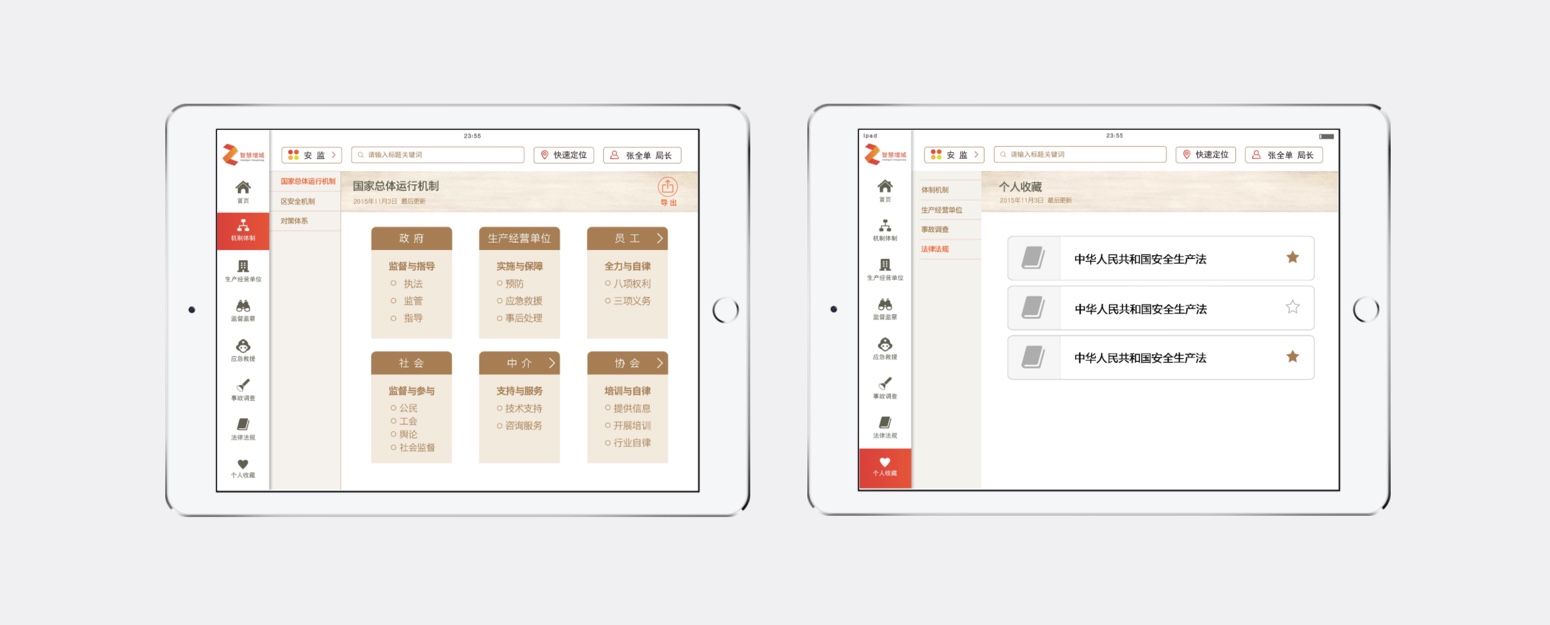 23:55
智慧增城
安 监
请输入标题关键词
快速定位
张全单 局长
首页
机制体制
生产经营单位
监督监察
应急救援
事故调查
法律法规
个人收藏
国家总体运行机制
区安全机制
对策体系
国家总体运行机制
2015年11月3日 最后更新
导 出
政 府
监督与指导
执法
监管
指导
生产经营单位
实施与保障
预防
应急救援
事后处理
员 工
全力与自律
八项权利
三项义务
社 会
监督与参与
公民
工会
舆论
社会监督
中 介
支持与服务
技术支持
咨询服务
协 会
培训与自律
提供信息
开展培训
行业自律
Ipad
23:55
智慧增城
安 监
请输入标题关键词
快速定位
张全单 局长
首页
机制体制
生产经营单位
监督监察
应急救援
事故调查
法律法规
个人收藏
体制机制
生产经营单位
事故调查
法律法规
个人收藏
2015年11月3日 最后更新
中华人民共和国安全生产法
中华人民共和国安全生产法
中华人民共和国安全生产法